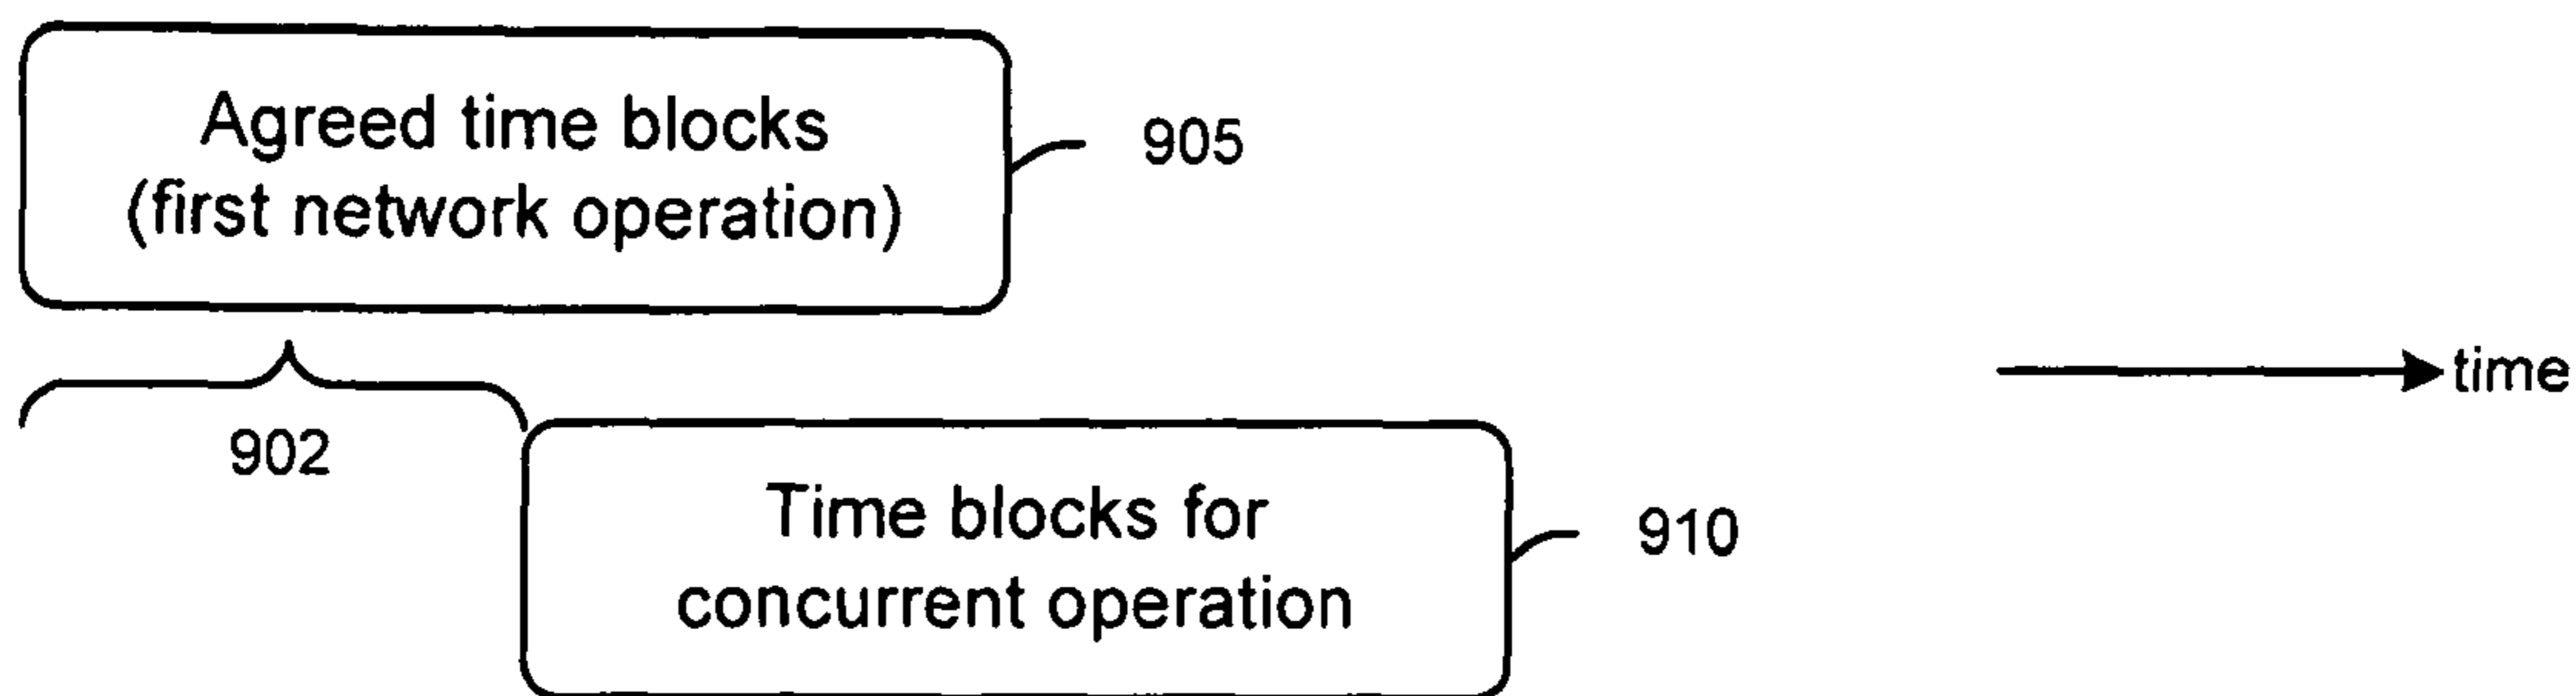 Agreed time blocks
(first network operation)
905
time
902
Time blocks for
concurrent operation
910